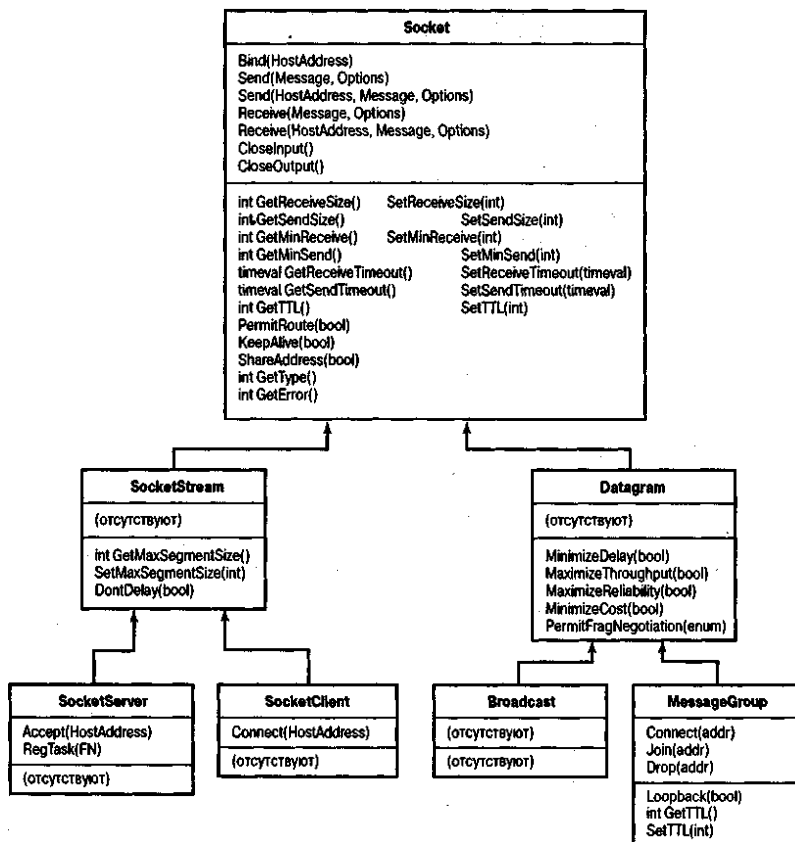 Socket
Bind(HostAddress)
Send(Message, Options)
Send(HostAddress, Message, Options)
Receive(Message, Options)
Receive(HostAddress, Message, Options)
CloseInput()
CloseOutput()
int GetReceiveSize() SetReceiveSize(int)
int GetSendSize() SetSendSize(int)
int GetMinReceive() SetMinReceive(int)
int GetMinSend() SetMinSend(int)
timeval GetReceiveTimeout() SetReceiveTimeout(timeval)
timeval GetSendTimeout() SetSendTimeout(timeval)
int GetTTL() SetTTL(int)
PermitRoute(bool)
KeepAlive(bool)
ShareAddress(bool)
int GetType()
int GetError()
SocketStream
(отсутствуют)
int GetMaxSegmentSize()
SetMaxSegmentSize(int)
DontDelay(bool)
Datagram
(отсутствуют)
MinimizeDelay(bool)
MaximizeThroughput(bool)
MaximizeReliability(bool)
MinimizeCost(bool)
PermitFragNegotiation(enum)
SocketServer
Accept(HostAddress)
RegTask(FN)
(отсутствуют)
SocketClient
Connect(HostAddress)
(отсутствуют)
Broadcast
(отсутствуют)
(отсутствуют)
MessageGroup
Connect(addr)
Join(addr)
Drop(addr)
Loopback(bool)
int GetTTL()
SetTTL(int)